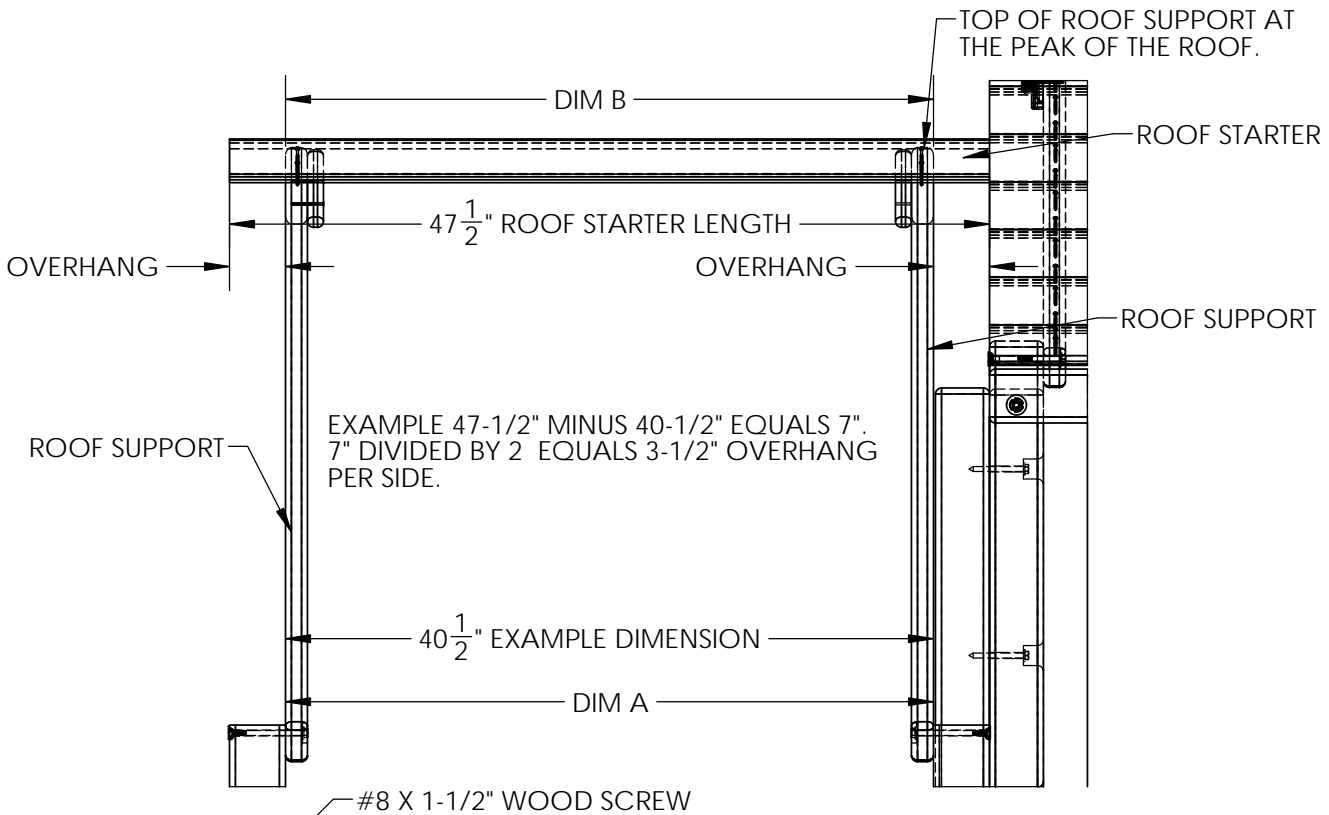 TOP OF ROOF SUPPORT AT
THE PEAK OF THE ROOF.
DIM B
ROOF STARTER
47 1/2" ROOF STARTER LENGTH
OVERHANG
OVERHANG
ROOF SUPPORT
EXAMPLE 47-1/2" MINUS 40-1/2" EQUALS 7".
7" DIVIDED BY 2  EQUALS 3-1/2" OVERHANG
PER SIDE.
ROOF SUPPORT
40 1/2" EXAMPLE DIMENSION
DIM A
#8 X 1-1/2" WOOD SCREW